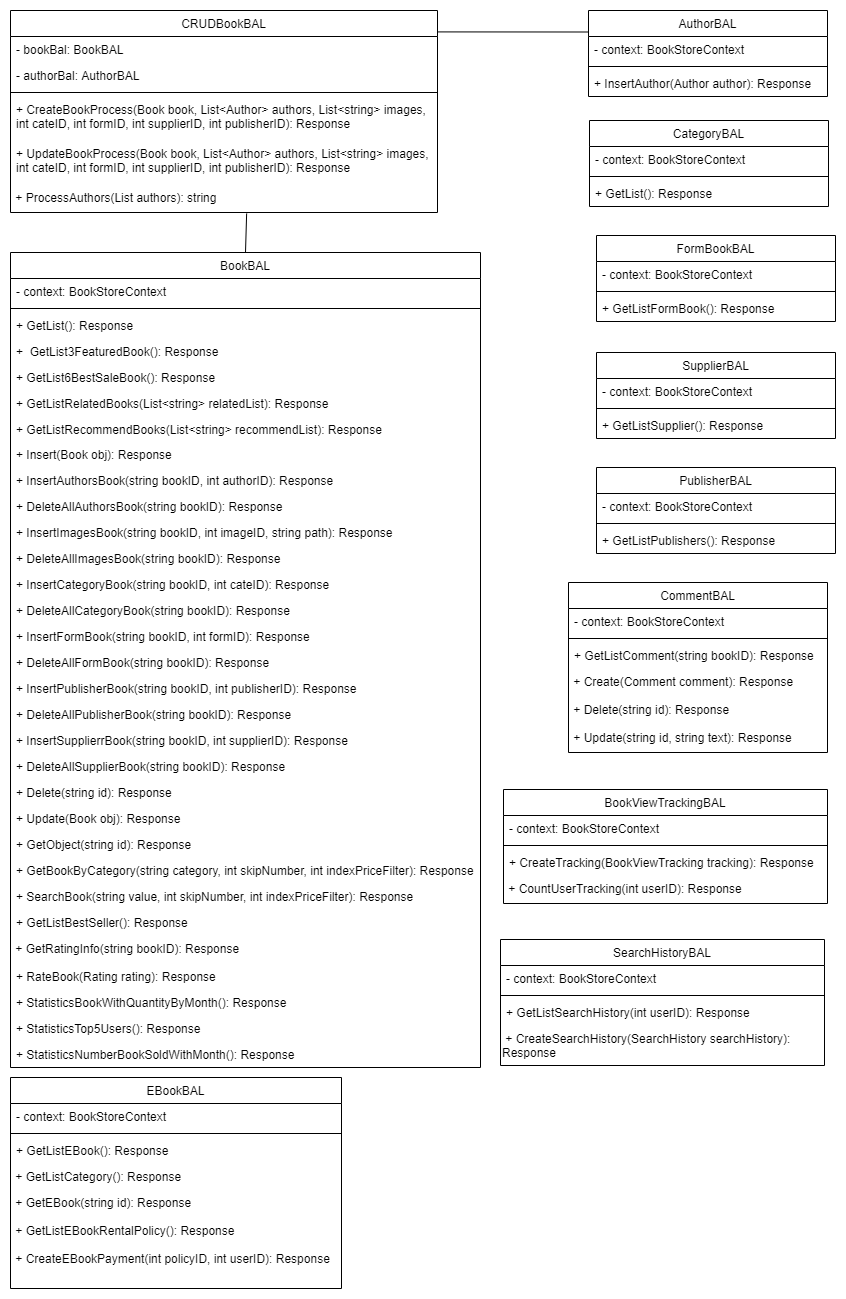 CRUDBookBAL
- bookBal: BookBAL
- authorBal: AuthorBAL
+ CreateBookProcess(Book book, List<Author> authors, List<string> images,
int cateID, int formID, int supplierID, int publisherID): Response
+ UpdateBookProcess(Book book, List<Author> authors, List<string> images,
int cateID, int formID, int supplierID, int publisherID): Response
+ ProcessAuthors(List authors): string
BookBAL
- context: BookStoreContext
+ GetList(): Response
+  GetList3FeaturedBook(): Response
+ GetList6BestSaleBook(): Response
+ GetListRelatedBooks(List<string> relatedList): Response
+ GetListRecommendBooks(List<string> recommendList): Response
+ Insert(Book obj): Response
+ InsertAuthorsBook(string bookID, int authorID): Response
+ DeleteAllAuthorsBook(string bookID): Response
+ InsertImagesBook(string bookID, int imageID, string path): Response
+ DeleteAllImagesBook(string bookID): Response
+ InsertCategoryBook(string bookID, int cateID): Response
+ DeleteAllCategoryBook(string bookID): Response
+ InsertFormBook(string bookID, int formID): Response
+ DeleteAllFormBook(string bookID): Response
+ InsertPublisherBook(string bookID, int publisherID): Response
+ DeleteAllPublisherBook(string bookID): Response
+ InsertSupplierrBook(string bookID, int supplierID): Response
+ DeleteAllSupplierBook(string bookID): Response
+ Delete(string id): Response
+ Update(Book obj): Response
+ GetObject(string id): Response
+ GetBookByCategory(string category, int skipNumber, int indexPriceFilter): Response
+ SearchBook(string value, int skipNumber, int indexPriceFilter): Response
+ GetListBestSeller(): Response
+ GetRatingInfo(string bookID): Response
+ RateBook(Rating rating): Response
+ StatisticsBookWithQuantityByMonth(): Response
+ StatisticsTop5Users(): Response
+ StatisticsNumberBookSoldWithMonth(): Response
EBookBAL
- context: BookStoreContext
+ GetListEBook(): Response
+ GetListCategory(): Response
+ GetEBook(string id): Response
+ GetListEBookRentalPolicy(): Response
+ CreateEBookPayment(int policyID, int userID): Response
AuthorBAL
- context: BookStoreContext
+ InsertAuthor(Author author): Response
CategoryBAL
- context: BookStoreContext
+ GetList(): Response
FormBookBAL
- context: BookStoreContext
+ GetListFormBook(): Response
SupplierBAL
- context: BookStoreContext
+ GetListSupplier(): Response
PublisherBAL
- context: BookStoreContext
+ GetListPublishers(): Response
CommentBAL
- context: BookStoreContext
+ GetListComment(string bookID): Response
+ Create(Comment comment): Response
+ Delete(string id): Response
+ Update(string id, string text): Response
BookViewTrackingBAL
- context: BookStoreContext
+ CreateTracking(BookViewTracking tracking): Response
+ CountUserTracking(int userID): Response
SearchHistoryBAL
- context: BookStoreContext
+ GetListSearchHistory(int userID): Response
+ CreateSearchHistory(SearchHistory searchHistory):
Response